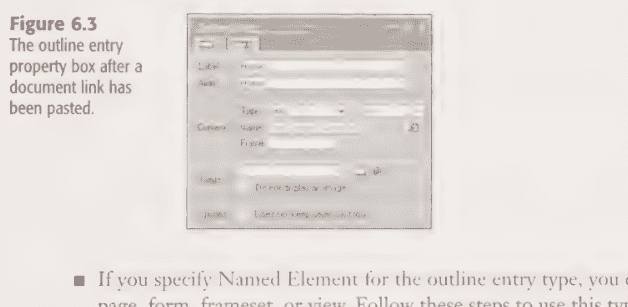 Figure 6.3
The outline entry
property box after a
document link has
been pasted.
Label
Alias
Type
Content
Name
Frame
Image
Do not display an image
■ If you specify Named Element for the outline entry type, you
page, form, frameset, or view. Follow these steps to use this